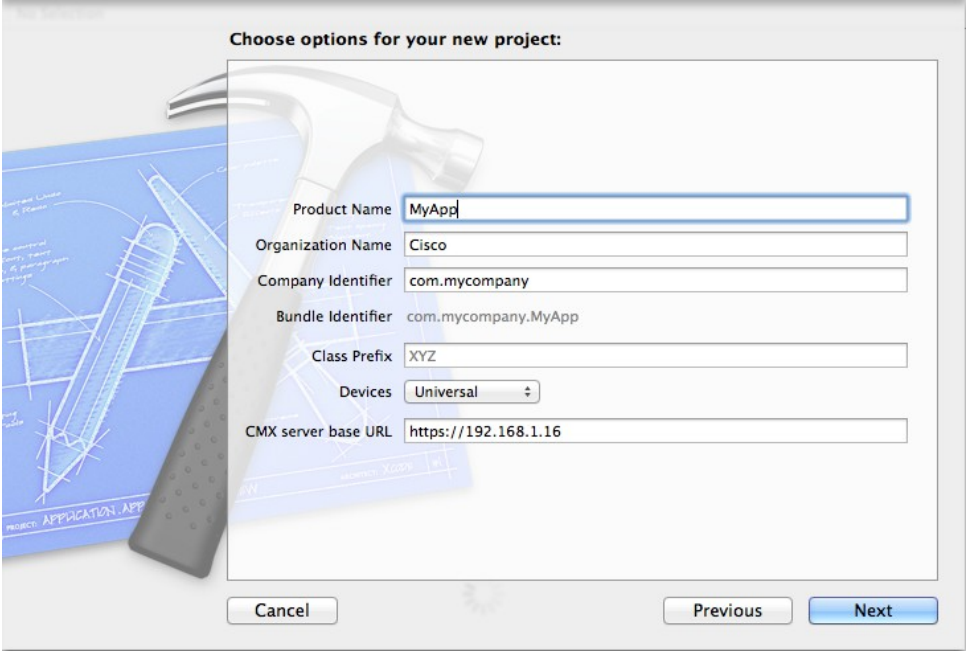 No Selection
Choose options for your new project:
Product Name MyApp
Organization Name Cisco
Company Identifier com.mycompany
Bundle Identifier com.mycompany.MyApp
Class Prefix XYZ
Devices Universal
CMX server base URL https://192.168.1.16
PROJECT: APPLICATION.APP
Cancel Previous Next